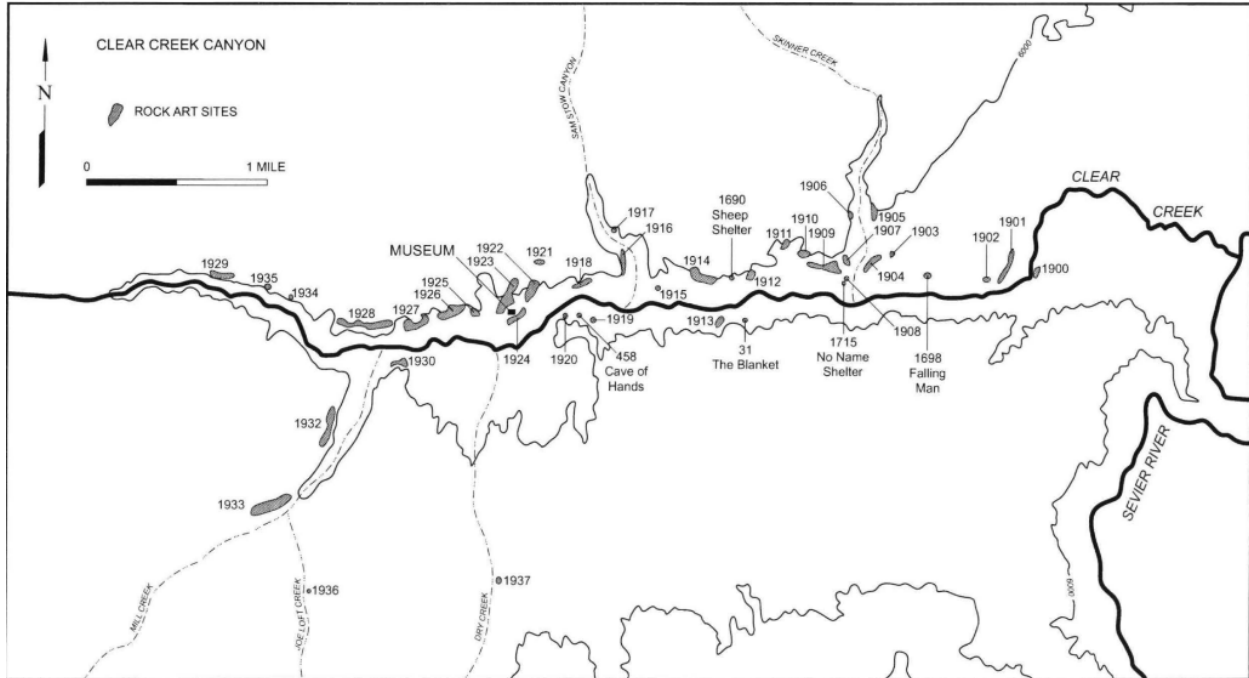 CLEAR CREEK CANYON
N
ROCK ART SITES
0
1 MILE
SAM STOW CANYON
SKINNER CREEK
6000
CLEAR
CREEK
1917
1916
1690
Sheep
Shelter
1906
1905
1910
1911
1909
1907
1903
1901
1902
1900
MUSEUM
1922
1923
1921
1918
1914
1912
1904
1929
1935
1934
1925
1926
1928
1927
1915
1930
1924
1920
1919
1913
1908
458
Cave of
Hands
31
The Blanket
1715
No Name
Shelter
1698
Falling
Man
1932
1933
SEVIER RIVER
1936
1937
MILL CREEK
JOE LOFT CREEK
DRY CREEK
6000